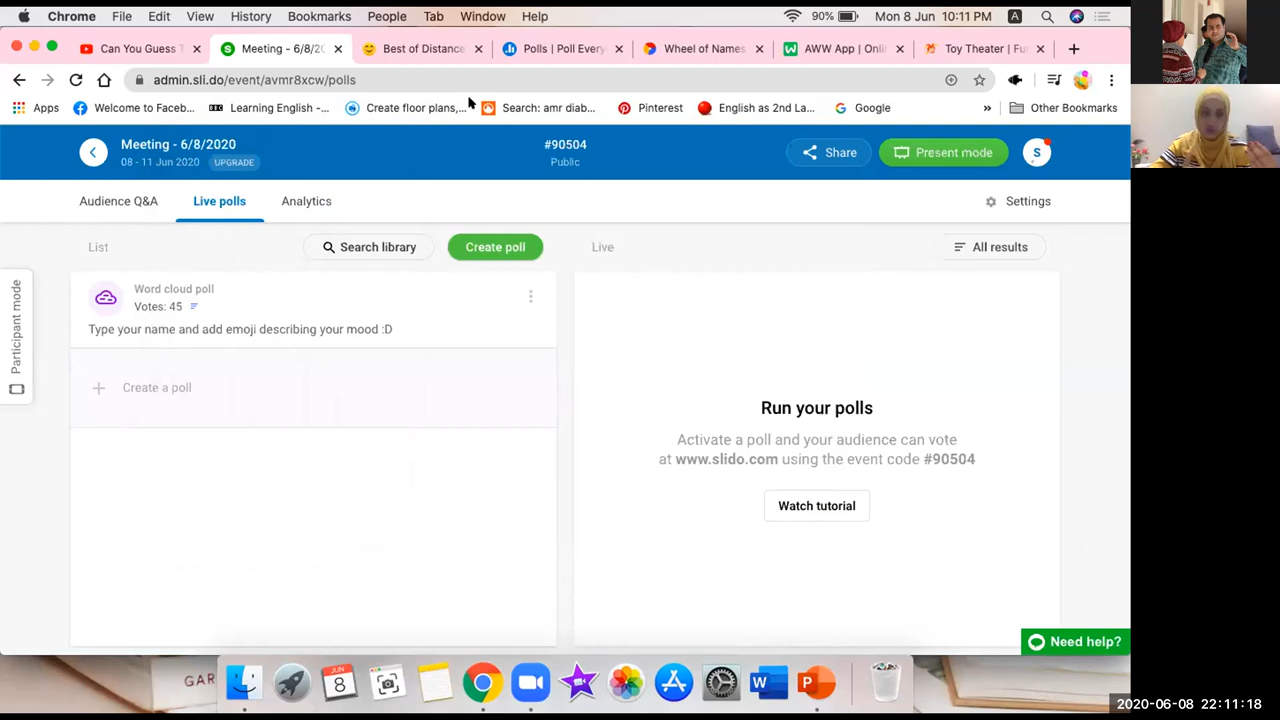 Chrome File Edit View History Bookmarks People Tab Window Help 90% Mon 8 Jun 10:11 PM A
Can You Guess T Meeting - 6/8/20 Best of Distance Polls | Poll Every Wheel of Names AWW App | Onli Toy Theater | Fu
admin.sli.do/event/avmr8xcw/polls
Apps Welcome to Faceb... Learning English -... Create floor plans,... Search: amr diab... Pinterest English as 2nd La... Google » Other Bookmarks
Meeting - 6/8/2020 #90504 Share Present mode S
08 - 11 Jun 2020 UPGRADE Public
Audience Q&A Live polls Analytics Settings
List Search library Create poll Live All results
Participant mode
Word cloud poll
Votes: 45
Type your name and add emoji describing your mood :D
Create a poll
Run your polls
Activate a poll and your audience can vote
at www.slido.com using the event code #90504
Watch tutorial
Need help?
GAR
JUN
8
W P
2020-06-08 22:11:18